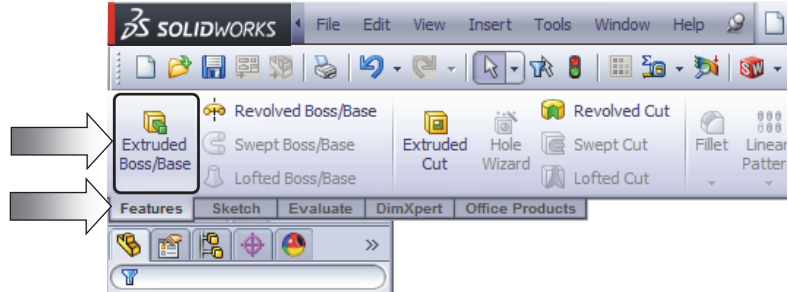 SOLIDWORKS File Edit View Insert Tools Window Help
Extruded Boss/Base
Revolved Boss/Base
Swept Boss/Base
Lofted Boss/Base
Extruded Cut
Hole Wizard
Revolved Cut
Swept Cut
Lofted Cut
Fillet
Linear
Features Sketch Evaluate DimXpert Office Products